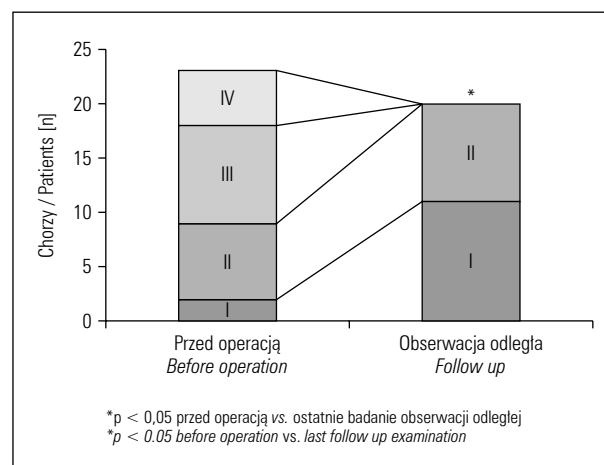 25
20
15
10
5
0
Chorzy / Patients [n]
IV
III
II
I
*
II
I
Przed operacją
Before operation
Obserwacja odległa
Follow up
*p < 0,05 przed operacją vs. ostatnie badanie obserwacji odległej
*p < 0.05 before operation vs. last follow up examination